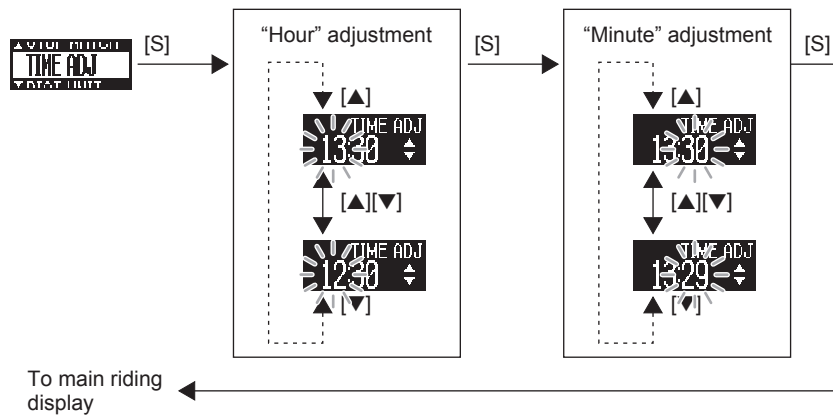 TIME ADJ
[S]
"Hour" adjustment
[▲]
TIME ADJ
13:30
[▲][▼]
TIME ADJ
12:30
[▼]
[S]
"Minute" adjustment
[▲]
TIME ADJ
13:30
[▲][▼]
TIME ADJ
13:29
[▼]
[S]
To main riding
display